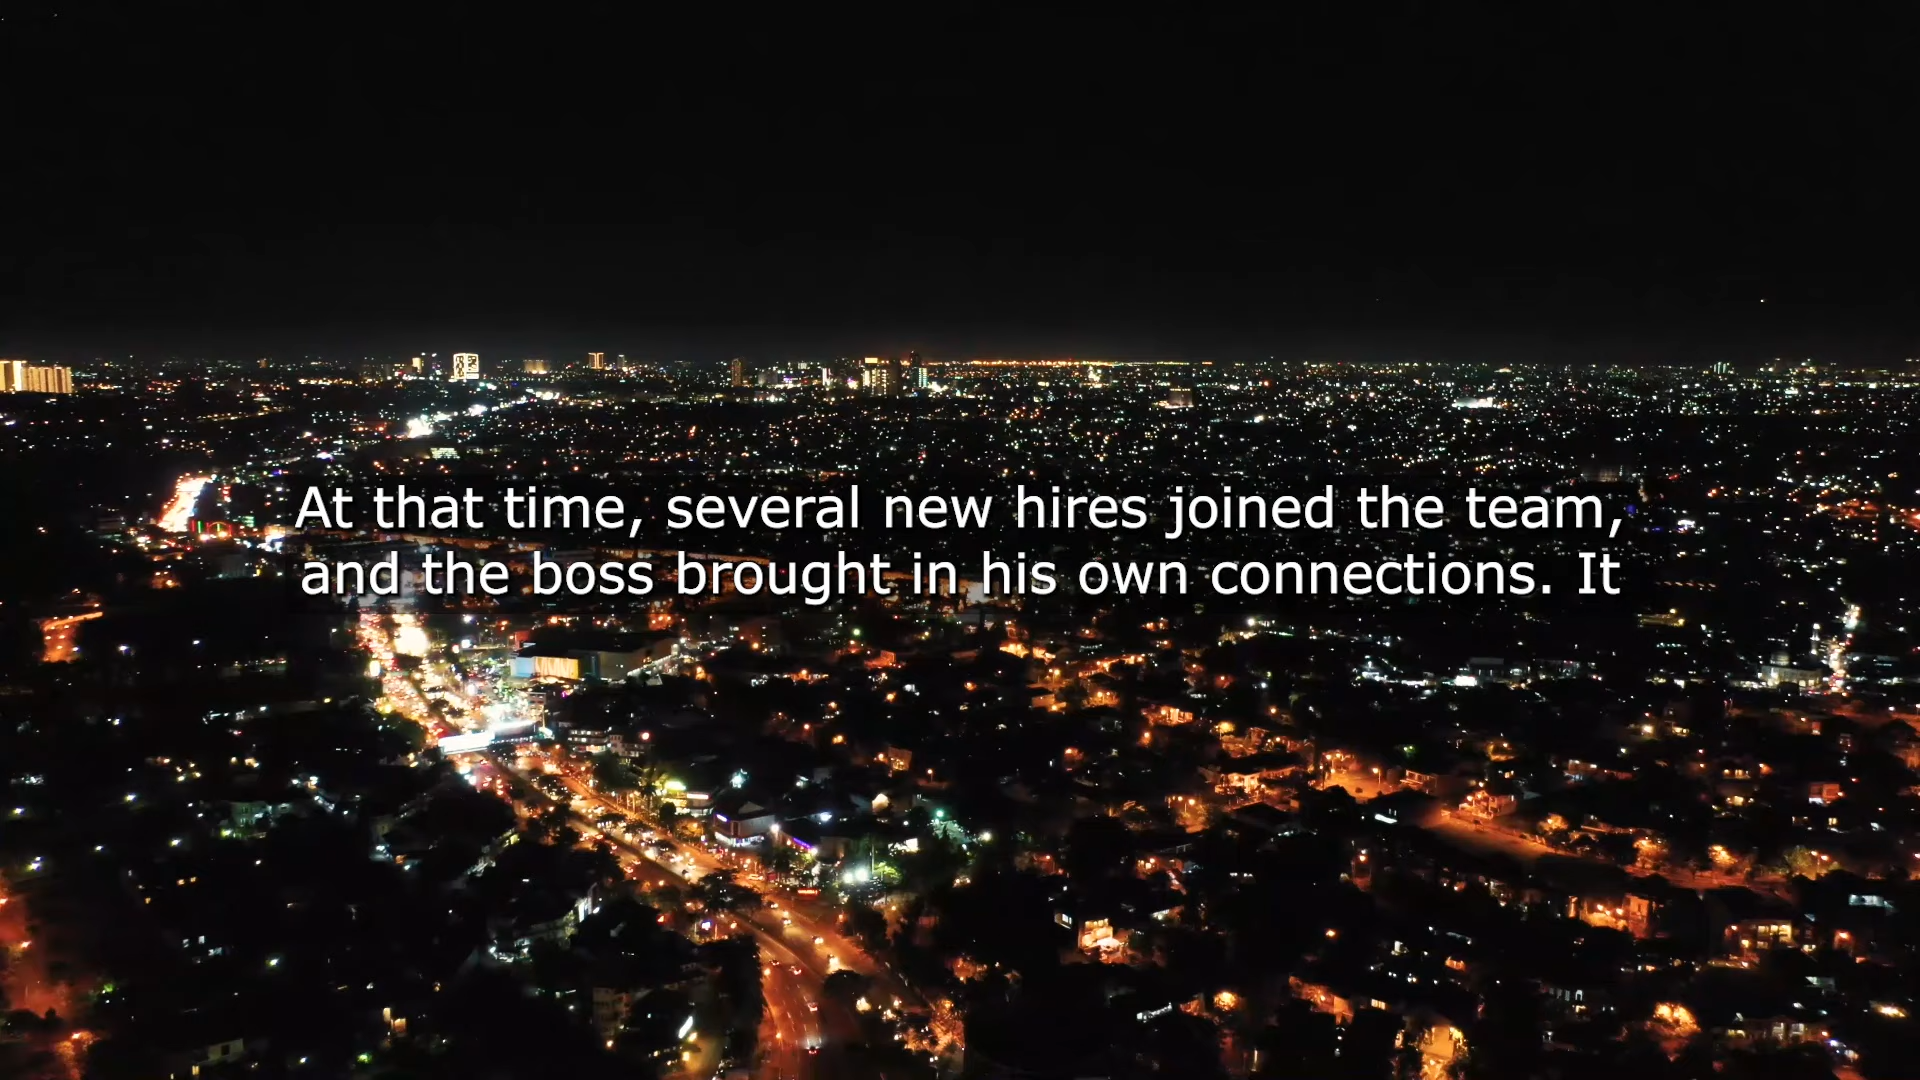 At that time, several new hires joined the team,
and the boss brought in his own connections. It